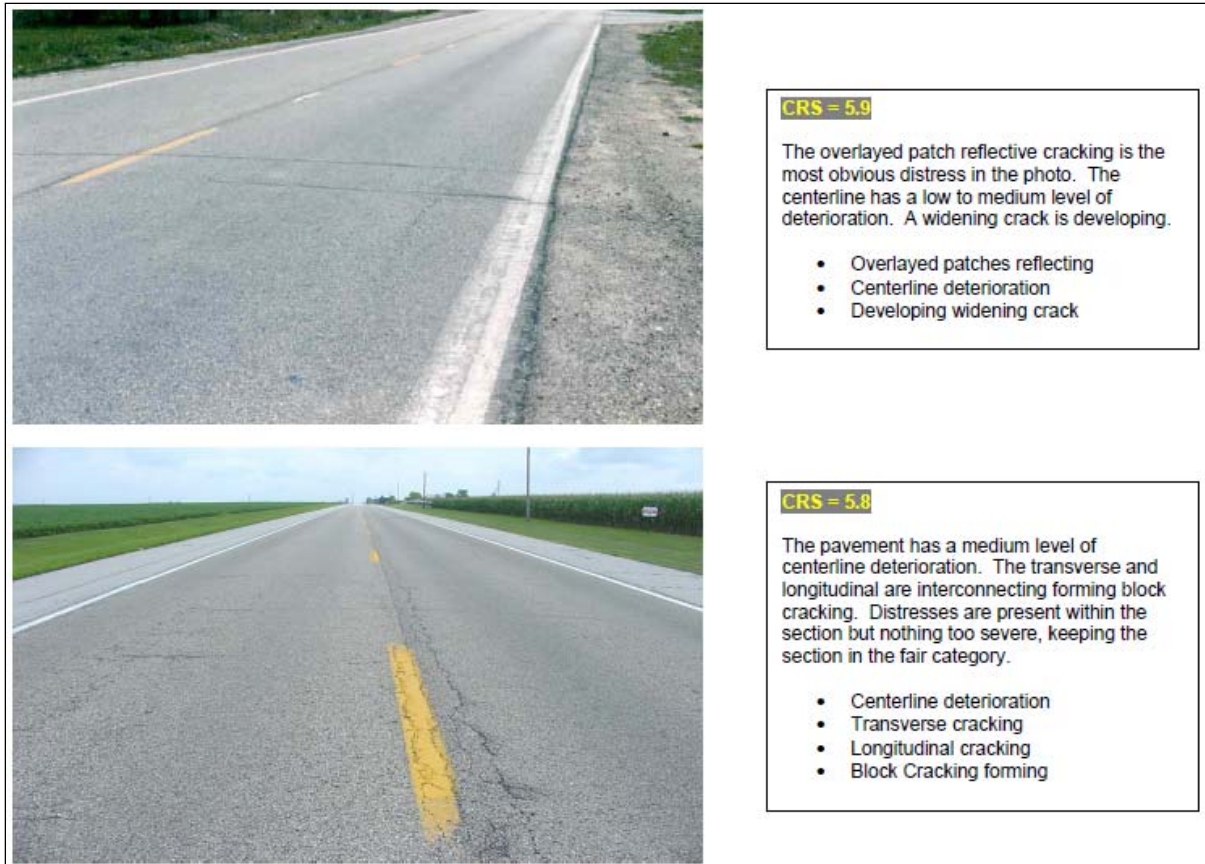 CRS = 5.9
The overlayed patch reflective cracking is the
most obvious distress in the photo. The
centerline has a low to medium level of
deterioration. A widening crack is developing.
• Overlayed patches reflecting
• Centerline deterioration
• Developing widening crack
CRS = 5.8
The pavement has a medium level of
centerline deterioration. The transverse and
longitudinal are interconnecting forming block
cracking. Distresses are present within the
section but nothing too severe, keeping the
section in the fair category.
• Centerline deterioration
• Transverse cracking
• Longitudinal cracking
• Block Cracking forming